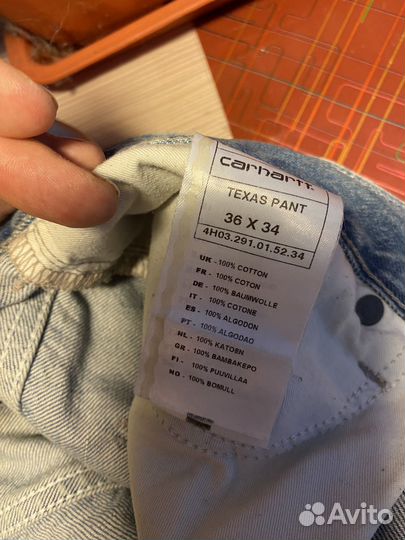 carhartt
TEXAS PANT
36 X 34
4H03.291.01.52.34
UK - 100% COTTON
FR - 100% COTON
DE - 100% BAUMWOLLE
IT - 100% COTONE
ES - 100% ALGODON
PT - 100% ALGODAO
NL - 100% KATOEN
GR - 100% BAMBAKEPO
FI - 100% PUUVILLAA
NO - 100% BOMULL
Avito